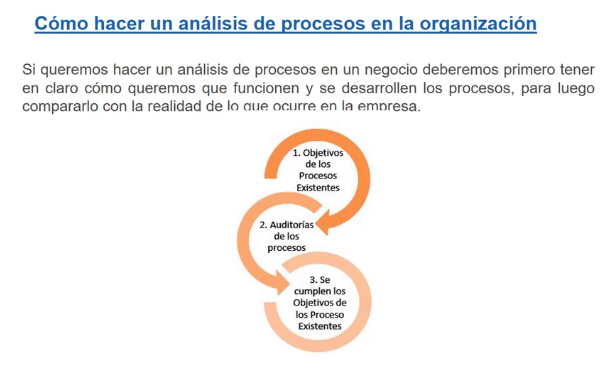 Cómo hacer un análisis de procesos en la organización
Si queremos hacer un análisis de procesos en un negocio deberemos primero tener
en claro cómo queremos que funcionen y se desarrollen los procesos, para luego
compararlo con la realidad de lo que ocurre en la empresa.
1. Objetivos
de los
Procesos
Existentes
2. Auditorías
de los
procesos
3. Se
cumplen los
Objetivos de
los Proceso
Existentes